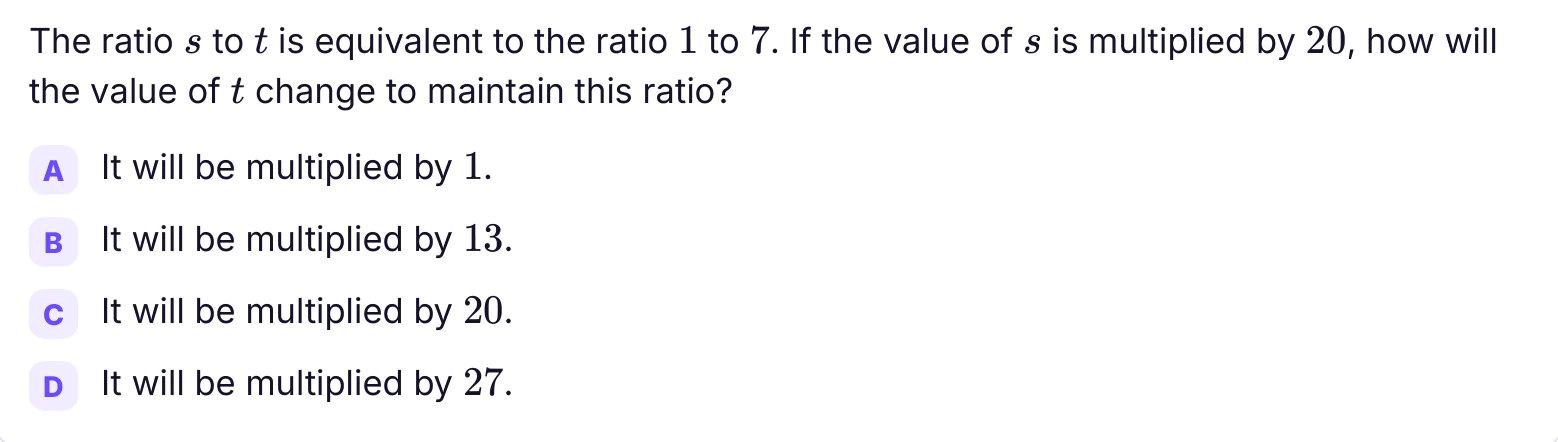 The ratio s to t is equivalent to the ratio 1 to 7. If the value of s is multiplied by 20, how will
the value of t change to maintain this ratio?
A It will be multiplied by 1.
B It will be multiplied by 13.
C It will be multiplied by 20.
D It will be multiplied by 27.